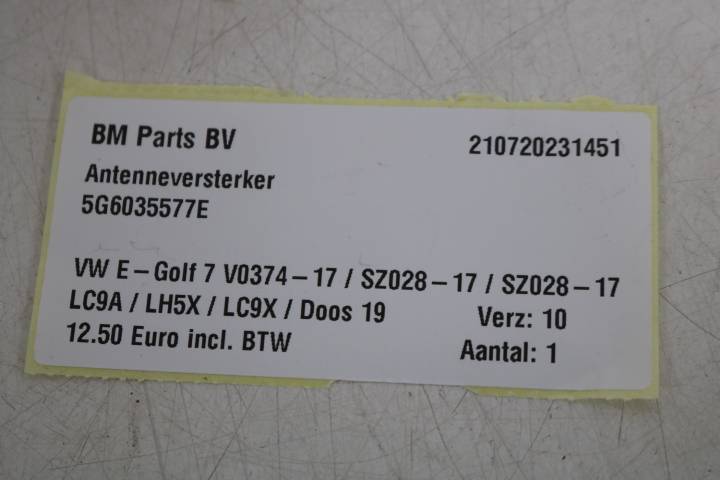 BM Parts BV 210720231451
Antenneversterker
5G6035577E
VW E-Golf 7 V0374-17 / SZ028-17 / SZ028-17
LC9A / LH5X / LC9X / Doos 19 Verz: 10
12.50 Euro incl. BTW Aantal: 1